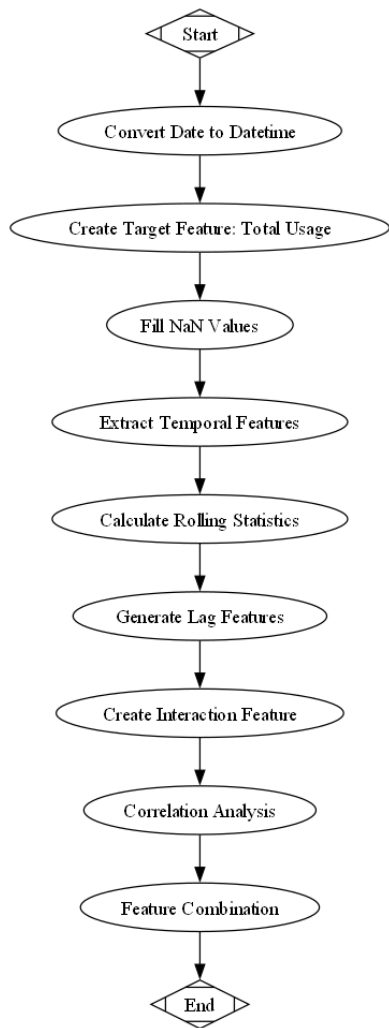 Start
Convert Date to Datetime
Create Target Feature: Total Usage
Fill NaN Values
Extract Temporal Features
Calculate Rolling Statistics
Generate Lag Features
Create Interaction Feature
Correlation Analysis
Feature Combination
End